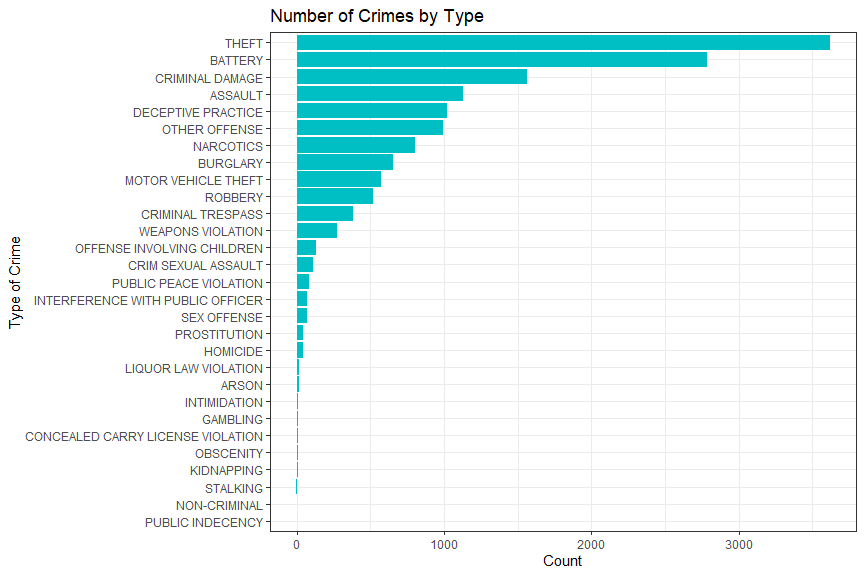 Number of Crimes by Type
Type of Crime
THEFT
BATTERY
CRIMINAL DAMAGE
ASSAULT
DECEPTIVE PRACTICE
OTHER OFFENSE
NARCOTICS
BURGLARY
MOTOR VEHICLE THEFT
ROBBERY
CRIMINAL TRESPASS
WEAPONS VIOLATION
OFFENSE INVOLVING CHILDREN
CRIM SEXUAL ASSAULT
PUBLIC PEACE VIOLATION
INTERFERENCE WITH PUBLIC OFFICER
SEX OFFENSE
PROSTITUTION
HOMICIDE
LIQUOR LAW VIOLATION
ARSON
INTIMIDATION
GAMBLING
CONCEALED CARRY LICENSE VIOLATION
OBSCENITY
KIDNAPPING
STALKING
NON-CRIMINAL
PUBLIC INDECENCY
0 1000 2000 3000
Count